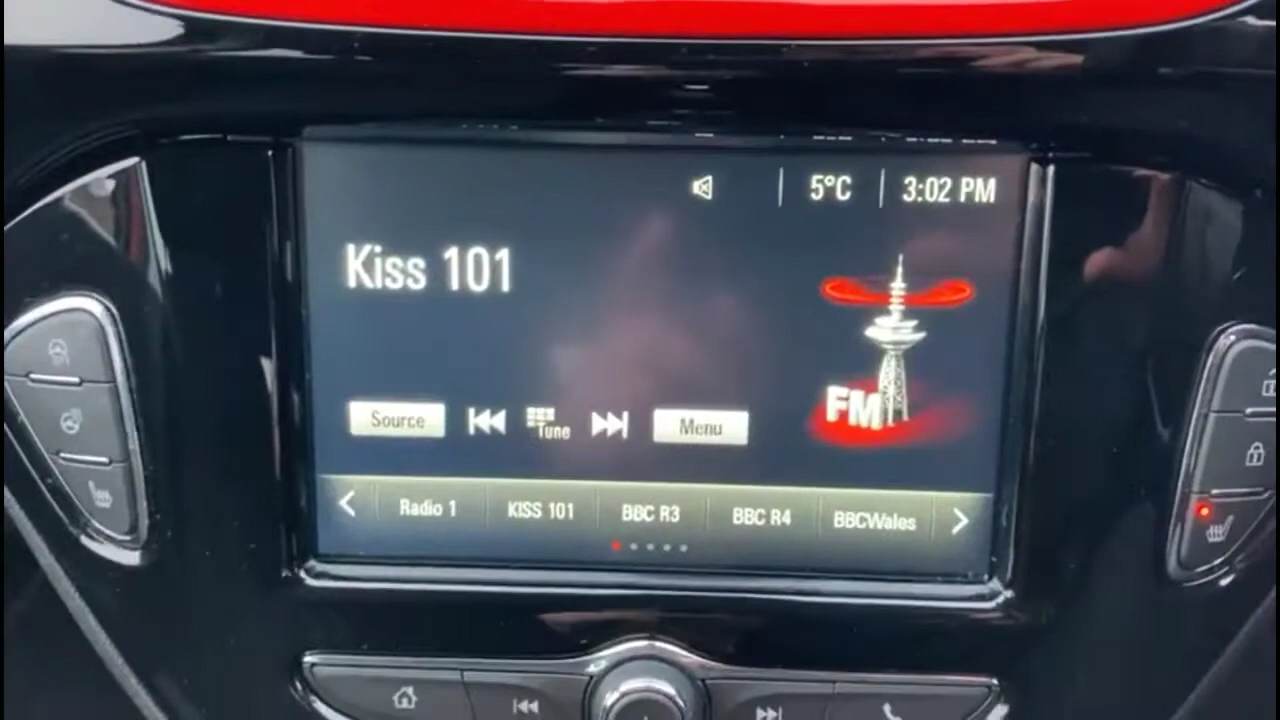 5°C 3:02 PM
Kiss 101
FM
Source Tune Menu
Radio 1 KISS 101 BBC R3 BBC R4 BBCWales